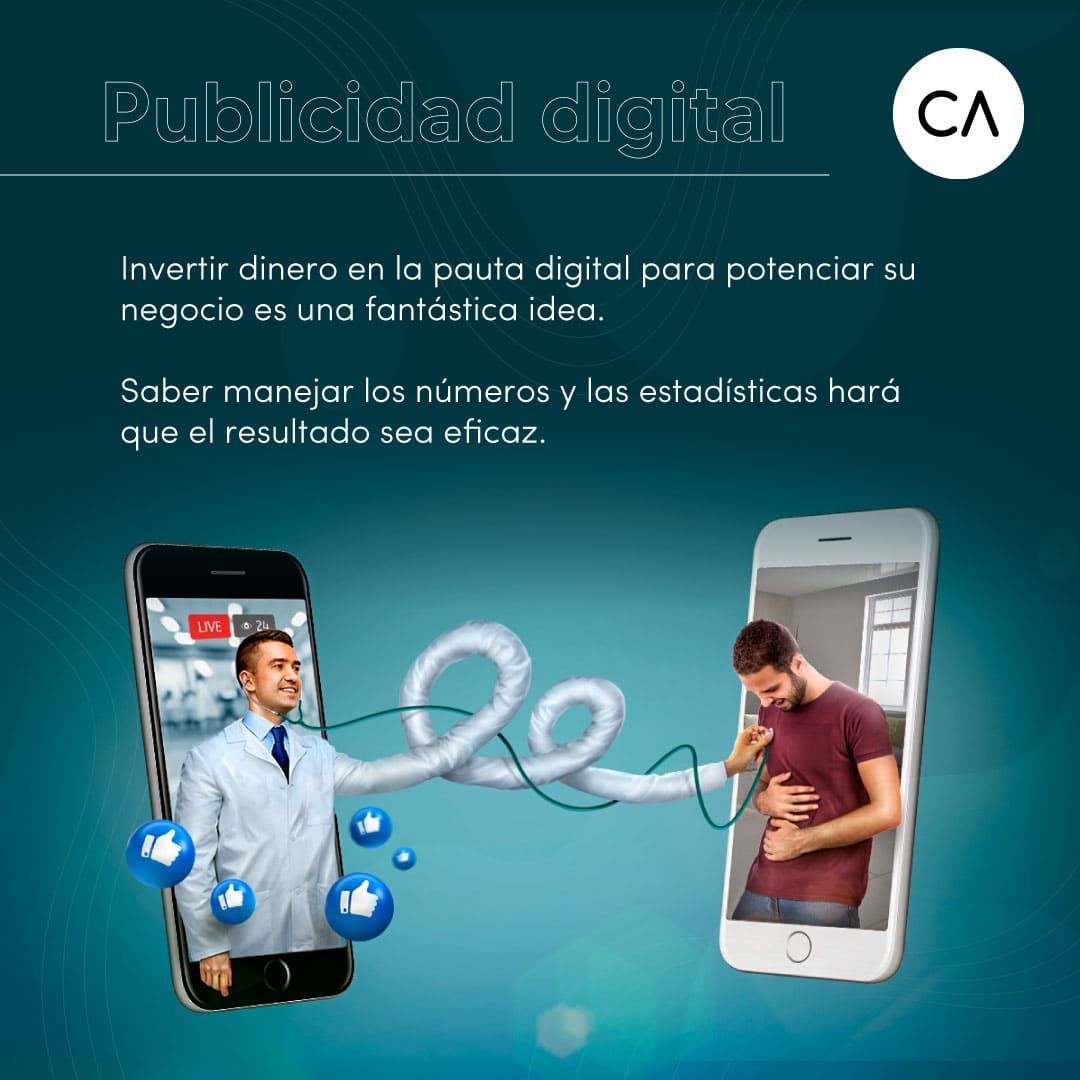 Publicidad digital
CA
Invertir dinero en la pauta digital para potenciar su
negocio es una fantástica idea.
Saber manejar los números y las estadísticas hará
que el resultado sea eficaz.
LIVE 24